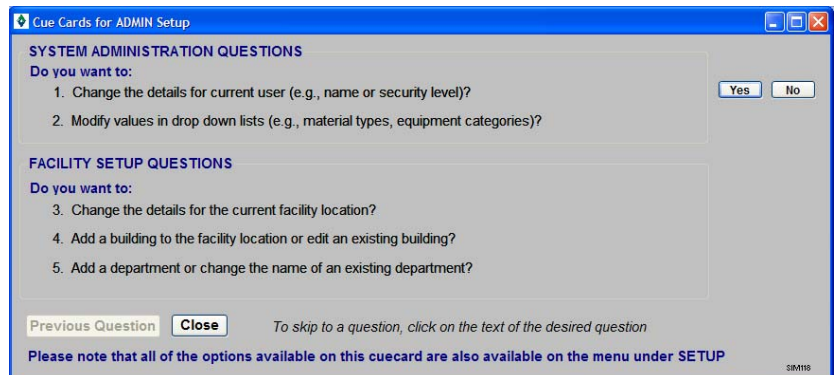 Cue Cards for ADMIN Setup
SYSTEM ADMINISTRATION QUESTIONS
Do you want to:
1. Change the details for current user (e.g., name or security level)?
Yes No
2. Modify values in drop down lists (e.g., material types, equipment categories)?
FACILITY SETUP QUESTIONS
Do you want to:
3. Change the details for the current facility location?
4. Add a building to the facility location or edit an existing building?
5. Add a department or change the name of an existing department?
Previous Question Close To skip to a question, click on the text of the desired question
Please note that all of the options available on this cuecard are also available on the menu under SETUP
SIM118